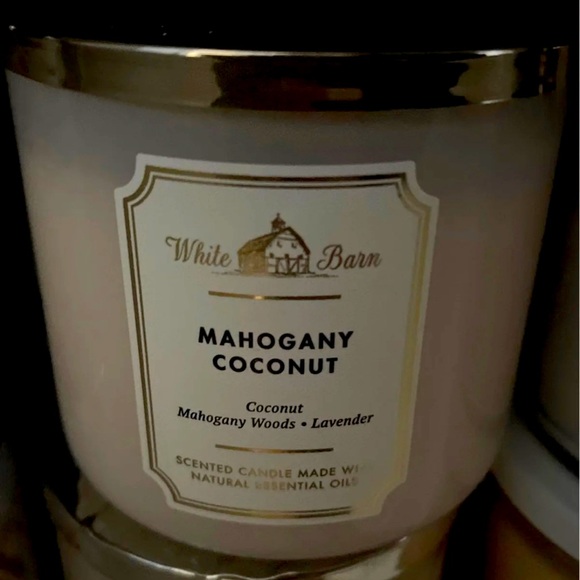 White Barn
MAHOGANY
COCONUT
Coconut
Mahogany Woods • Lavender
SCENTED CANDLE MADE
NATURAL ESSENTIAL OILS